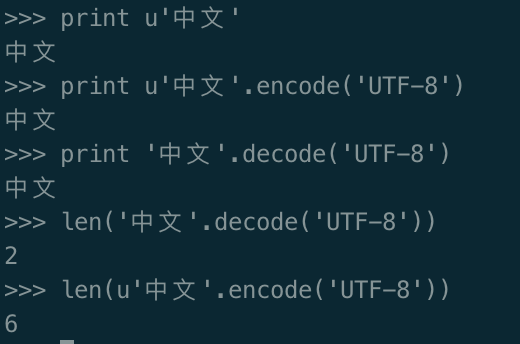 >>> print u'中文'
中文
>>> print u'中文'.encode('UTF-8')
中文
>>> print '中文'.decode('UTF-8')
中文
>>> len('中文'.decode('UTF-8'))
2
>>> len(u'中文'.encode('UTF-8'))
6